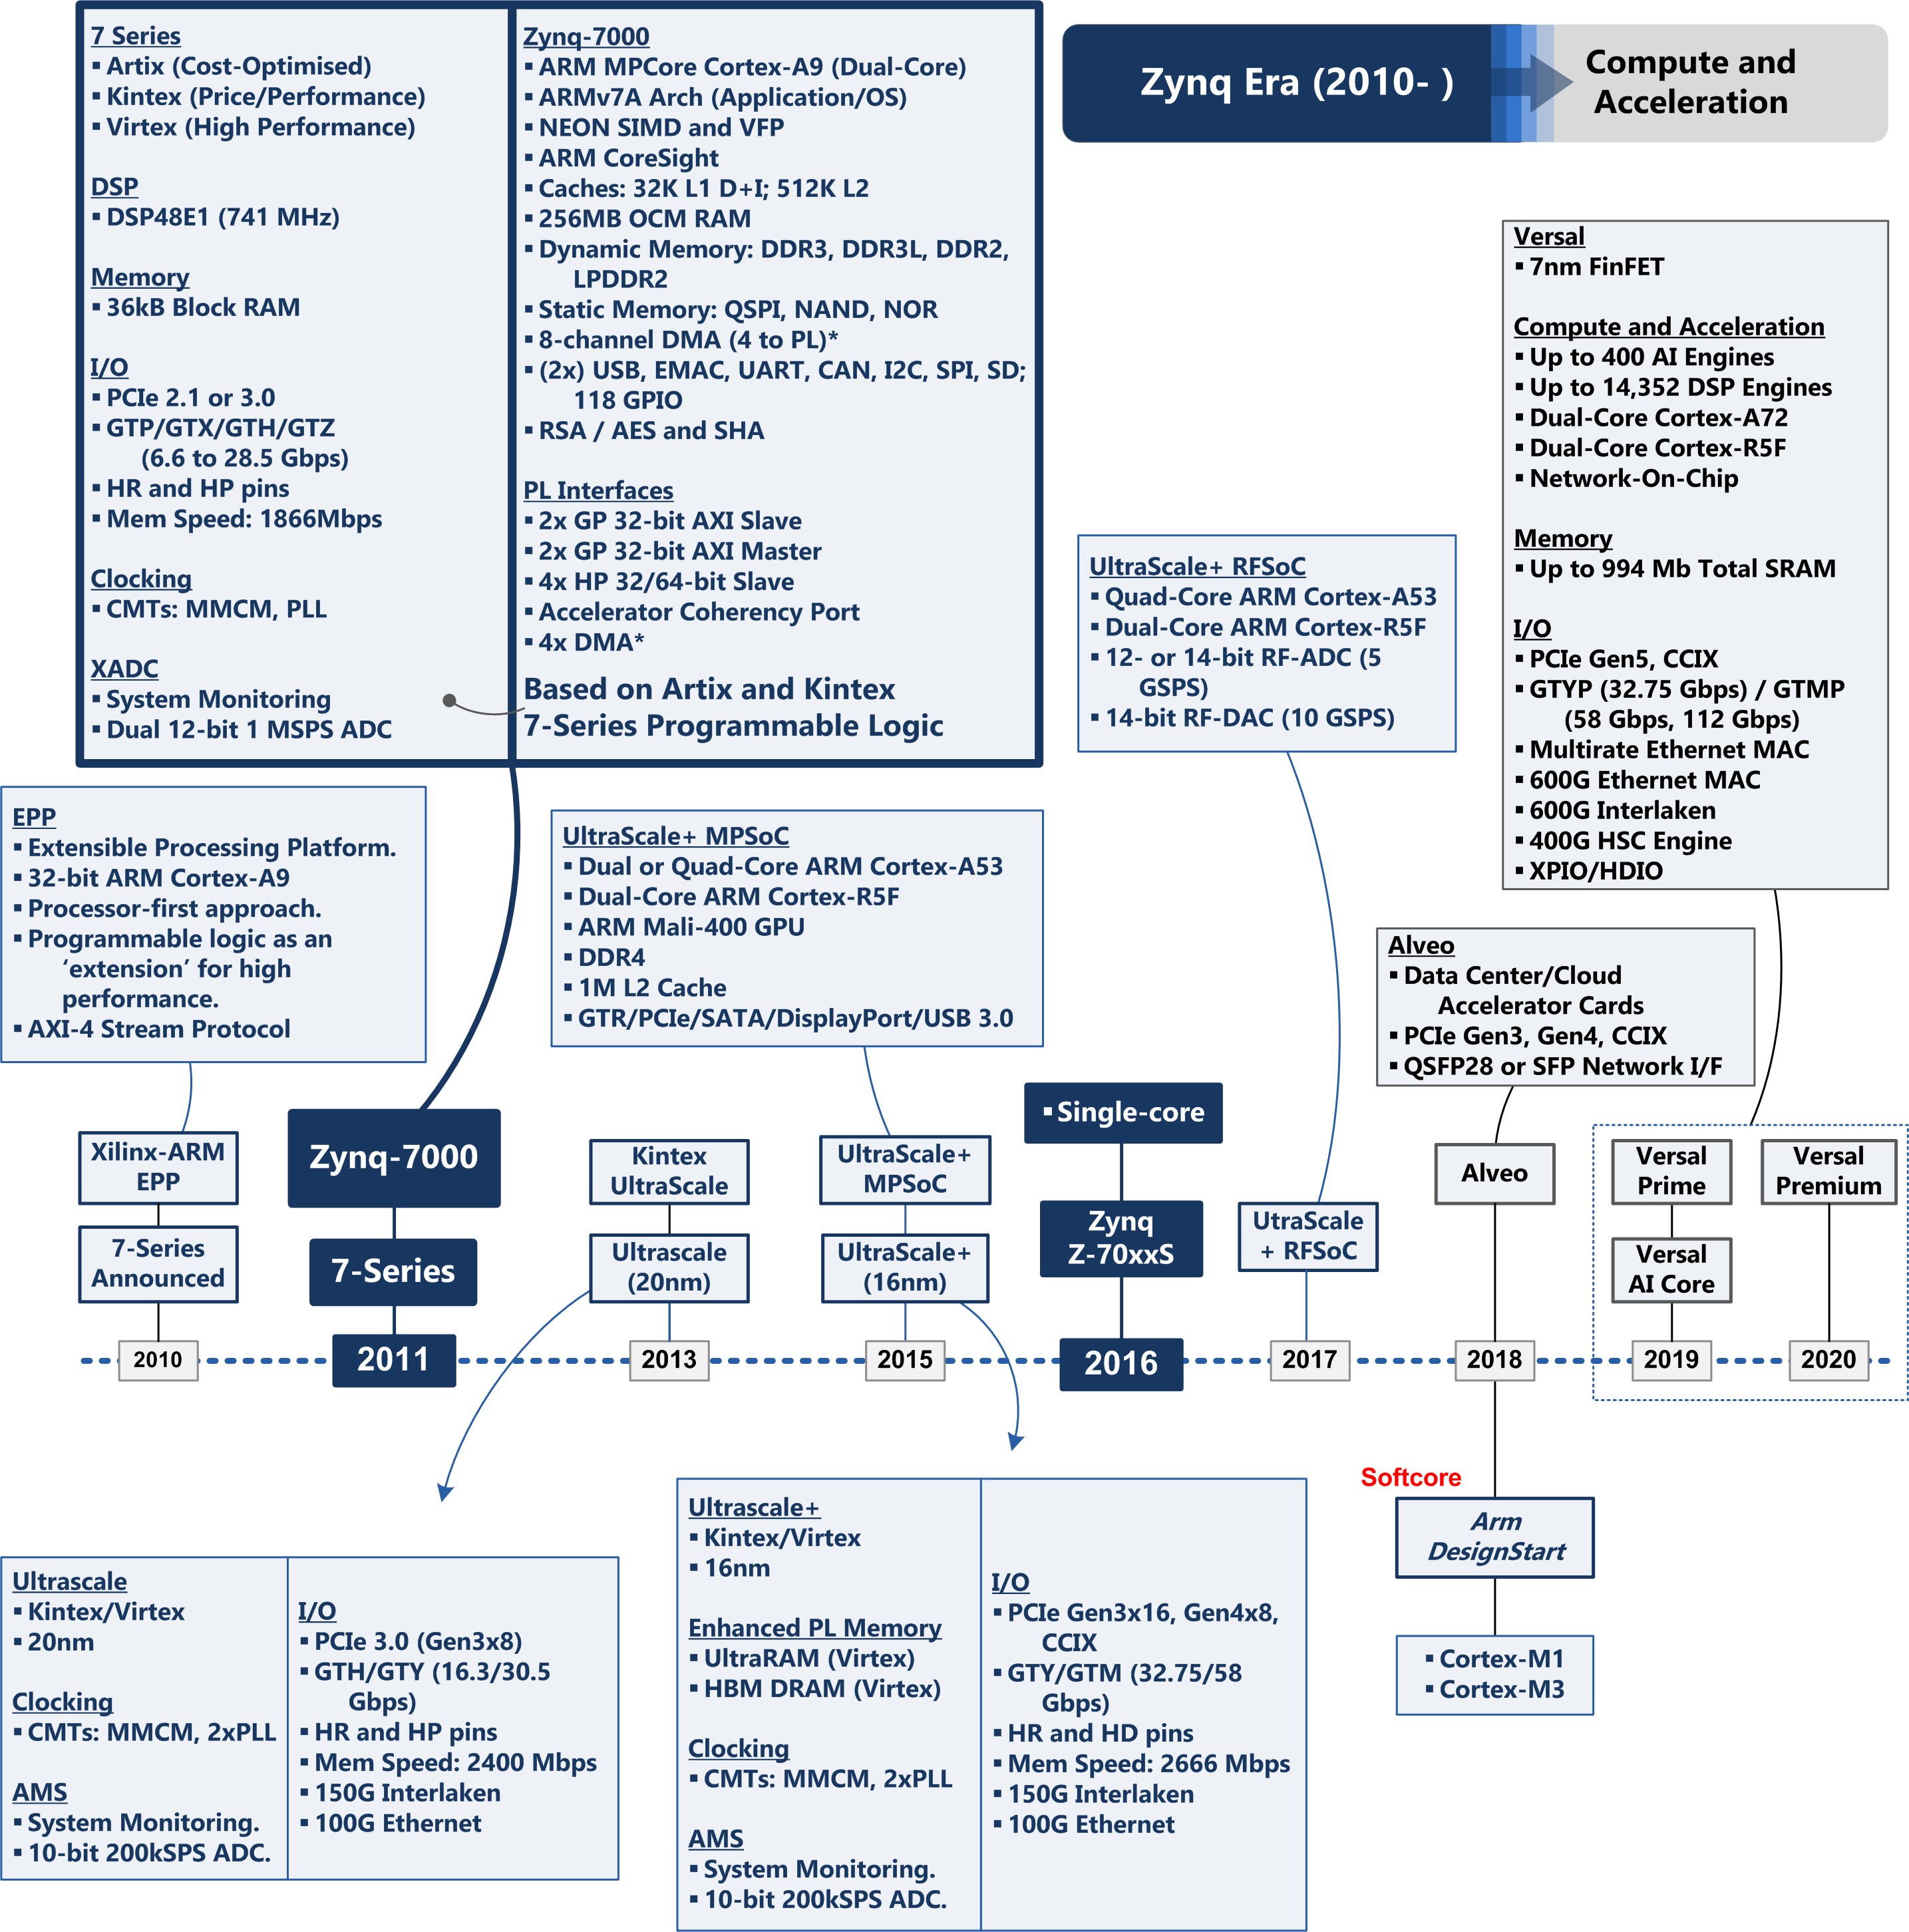 7 Series
▪ Artix (Cost-Optimised)
▪ Kintex (Price/Performance)
▪ Virtex (High Performance)
DSP
▪ DSP48E1 (741 MHz)
Memory
▪ 36kB Block RAM
I/O
▪ PCIe 2.1 or 3.0
▪ GTP/GTX/GTH/GTZ
(6.6 to 28.5 Gbps)
▪ HR and HP pins
▪ Mem Speed: 1866Mbps
Clocking
▪ CMTs: MMCM, PLL
XADC
▪ System Monitoring
▪ Dual 12-bit 1 MSPS ADC
Zynq-7000
▪ ARM MPCore Cortex-A9 (Dual-Core)
▪ ARMv7A Arch (Application/OS)
▪ NEON SIMD and VFP
▪ ARM CoreSight
▪ Caches: 32K L1 D+I; 512K L2
▪ 256MB OCM RAM
▪ Dynamic Memory: DDR3, DDR3L, DDR2,
LPDDR2
▪ Static Memory: QSPI, NAND, NOR
▪ 8-channel DMA (4 to PL)*
▪ (2x) USB, EMAC, UART, CAN, I2C, SPI, SD;
118 GPIO
▪ RSA / AES and SHA
PL Interfaces
▪ 2x GP 32-bit AXI Slave
▪ 2x GP 32-bit AXI Master
▪ 4x HP 32/64-bit Slave
▪ Accelerator Coherency Port
▪ 4x DMA*
Based on Artix and Kintex
7-Series Programmable Logic
Zynq Era (2010- )
Compute and
Acceleration
Versal
▪ 7nm FinFET
Compute and Acceleration
▪ Up to 400 AI Engines
▪ Up to 14,352 DSP Engines
▪ Dual-Core Cortex-A72
▪ Dual-Core Cortex-R5F
▪ Network-On-Chip
Memory
▪ Up to 994 Mb Total SRAM
I/O
▪ PCIe Gen5, CCIX
▪ GTYP (32.75 Gbps) / GTMP
(58 Gbps, 112 Gbps)
▪ Multirate Ethernet MAC
▪ 600G Ethernet MAC
▪ 600G Interlaken
▪ 400G HSC Engine
▪ XPIO/HDIO
UltraScale+ RFSoC
▪ Quad-Core ARM Cortex-A53
▪ Dual-Core ARM Cortex-R5F
▪ 12- or 14-bit RF-ADC (5
GSPS)
▪ 14-bit RF-DAC (10 GSPS)
EPP
▪ Extensible Processing Platform.
▪ 32-bit ARM Cortex-A9
▪ Processor-first approach.
▪ Programmable logic as an
‘extension’ for high
performance.
▪ AXI-4 Stream Protocol
UltraScale+ MPSoC
▪ Dual or Quad-Core ARM Cortex-A53
▪ Dual-Core ARM Cortex-R5F
▪ ARM Mali-400 GPU
▪ DDR4
▪ 1M L2 Cache
▪ GTR/PCIe/SATA/DisplayPort/USB 3.0
Alveo
▪ Data Center/Cloud
Accelerator Cards
▪ PCIe Gen3, Gen4, CCIX
▪ QSFP28 or SFP Network I/F
Xilinx-ARM
EPP
7-Series
Announced
2010
Zynq-7000
7-Series
2011
Kintex
UltraScale
Ultrascale
(20nm)
2013
UltraScale+
MPSoC
UltraScale+
(16nm)
2015
▪ Single-core
Zynq
Z-70xxS
2016
UtraScale
+ RFSoC
2017
Alveo
2018
Versal
Prime
Versal
AI Core
2019
Versal
Premium
2020
Ultrascale
▪ Kintex/Virtex
▪ 20nm
Clocking
▪ CMTs: MMCM, 2xPLL
AMS
▪ System Monitoring.
▪ 10-bit 200kSPS ADC.
I/O
▪ PCIe 3.0 (Gen3x8)
▪ GTH/GTY (16.3/30.5
Gbps)
▪ HR and HP pins
▪ Mem Speed: 2400 Mbps
▪ 150G Interlaken
▪ 100G Ethernet
Ultrascale+
▪ Kintex/Virtex
▪ 16nm
Enhanced PL Memory
▪ UltraRAM (Virtex)
▪ HBM DRAM (Virtex)
Clocking
▪ CMTs: MMCM, 2xPLL
AMS
▪ System Monitoring.
▪ 10-bit 200kSPS ADC.
I/O
▪ PCIe Gen3x16, Gen4x8,
CCIX
▪ GTY/GTM (32.75/58
Gbps)
▪ HR and HD pins
▪ Mem Speed: 2666 Mbps
▪ 150G Interlaken
▪ 100G Ethernet
Softcore
Arm
DesignStart
▪ Cortex-M1
▪ Cortex-M3